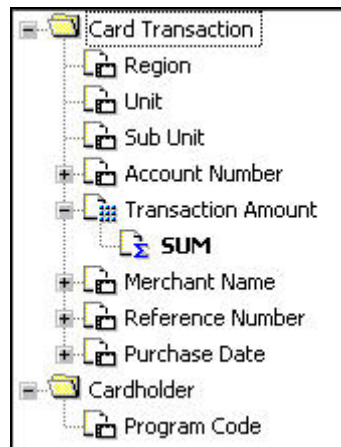 Card Transaction
Region
Unit
Sub Unit
Account Number
Transaction Amount
SUM
Merchant Name
Reference Number
Purchase Date
Cardholder
Program Code